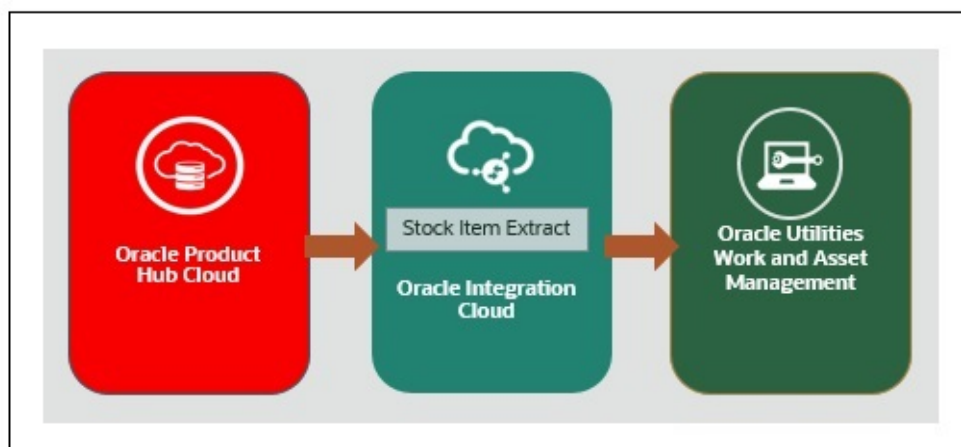 Oracle Product
Hub Cloud
Stock Item Extract
Oracle Integration
Cloud
Oracle Utilities
Work and Asset
Management